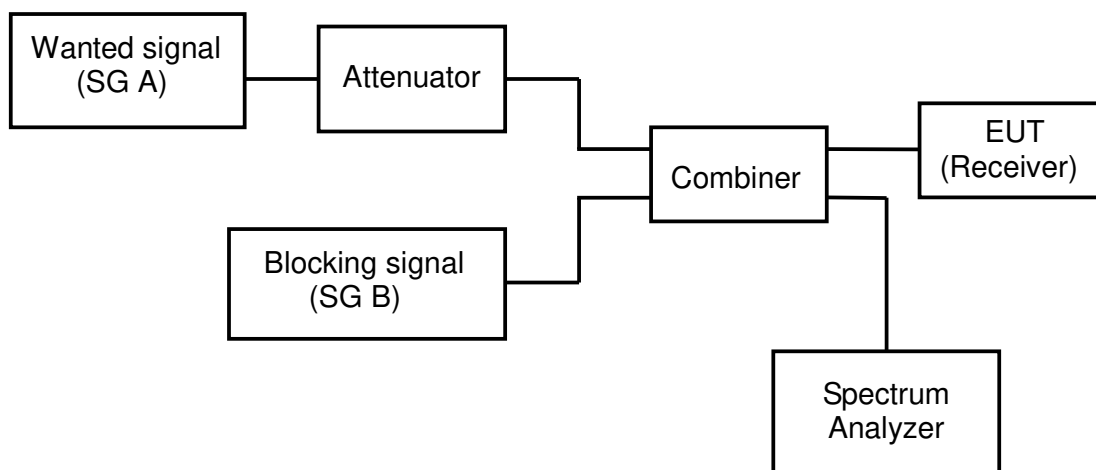 Wanted signal
(SG A)
Attenuator
Combiner
EUT
(Receiver)
Blocking signal
(SG B)
Spectrum
Analyzer